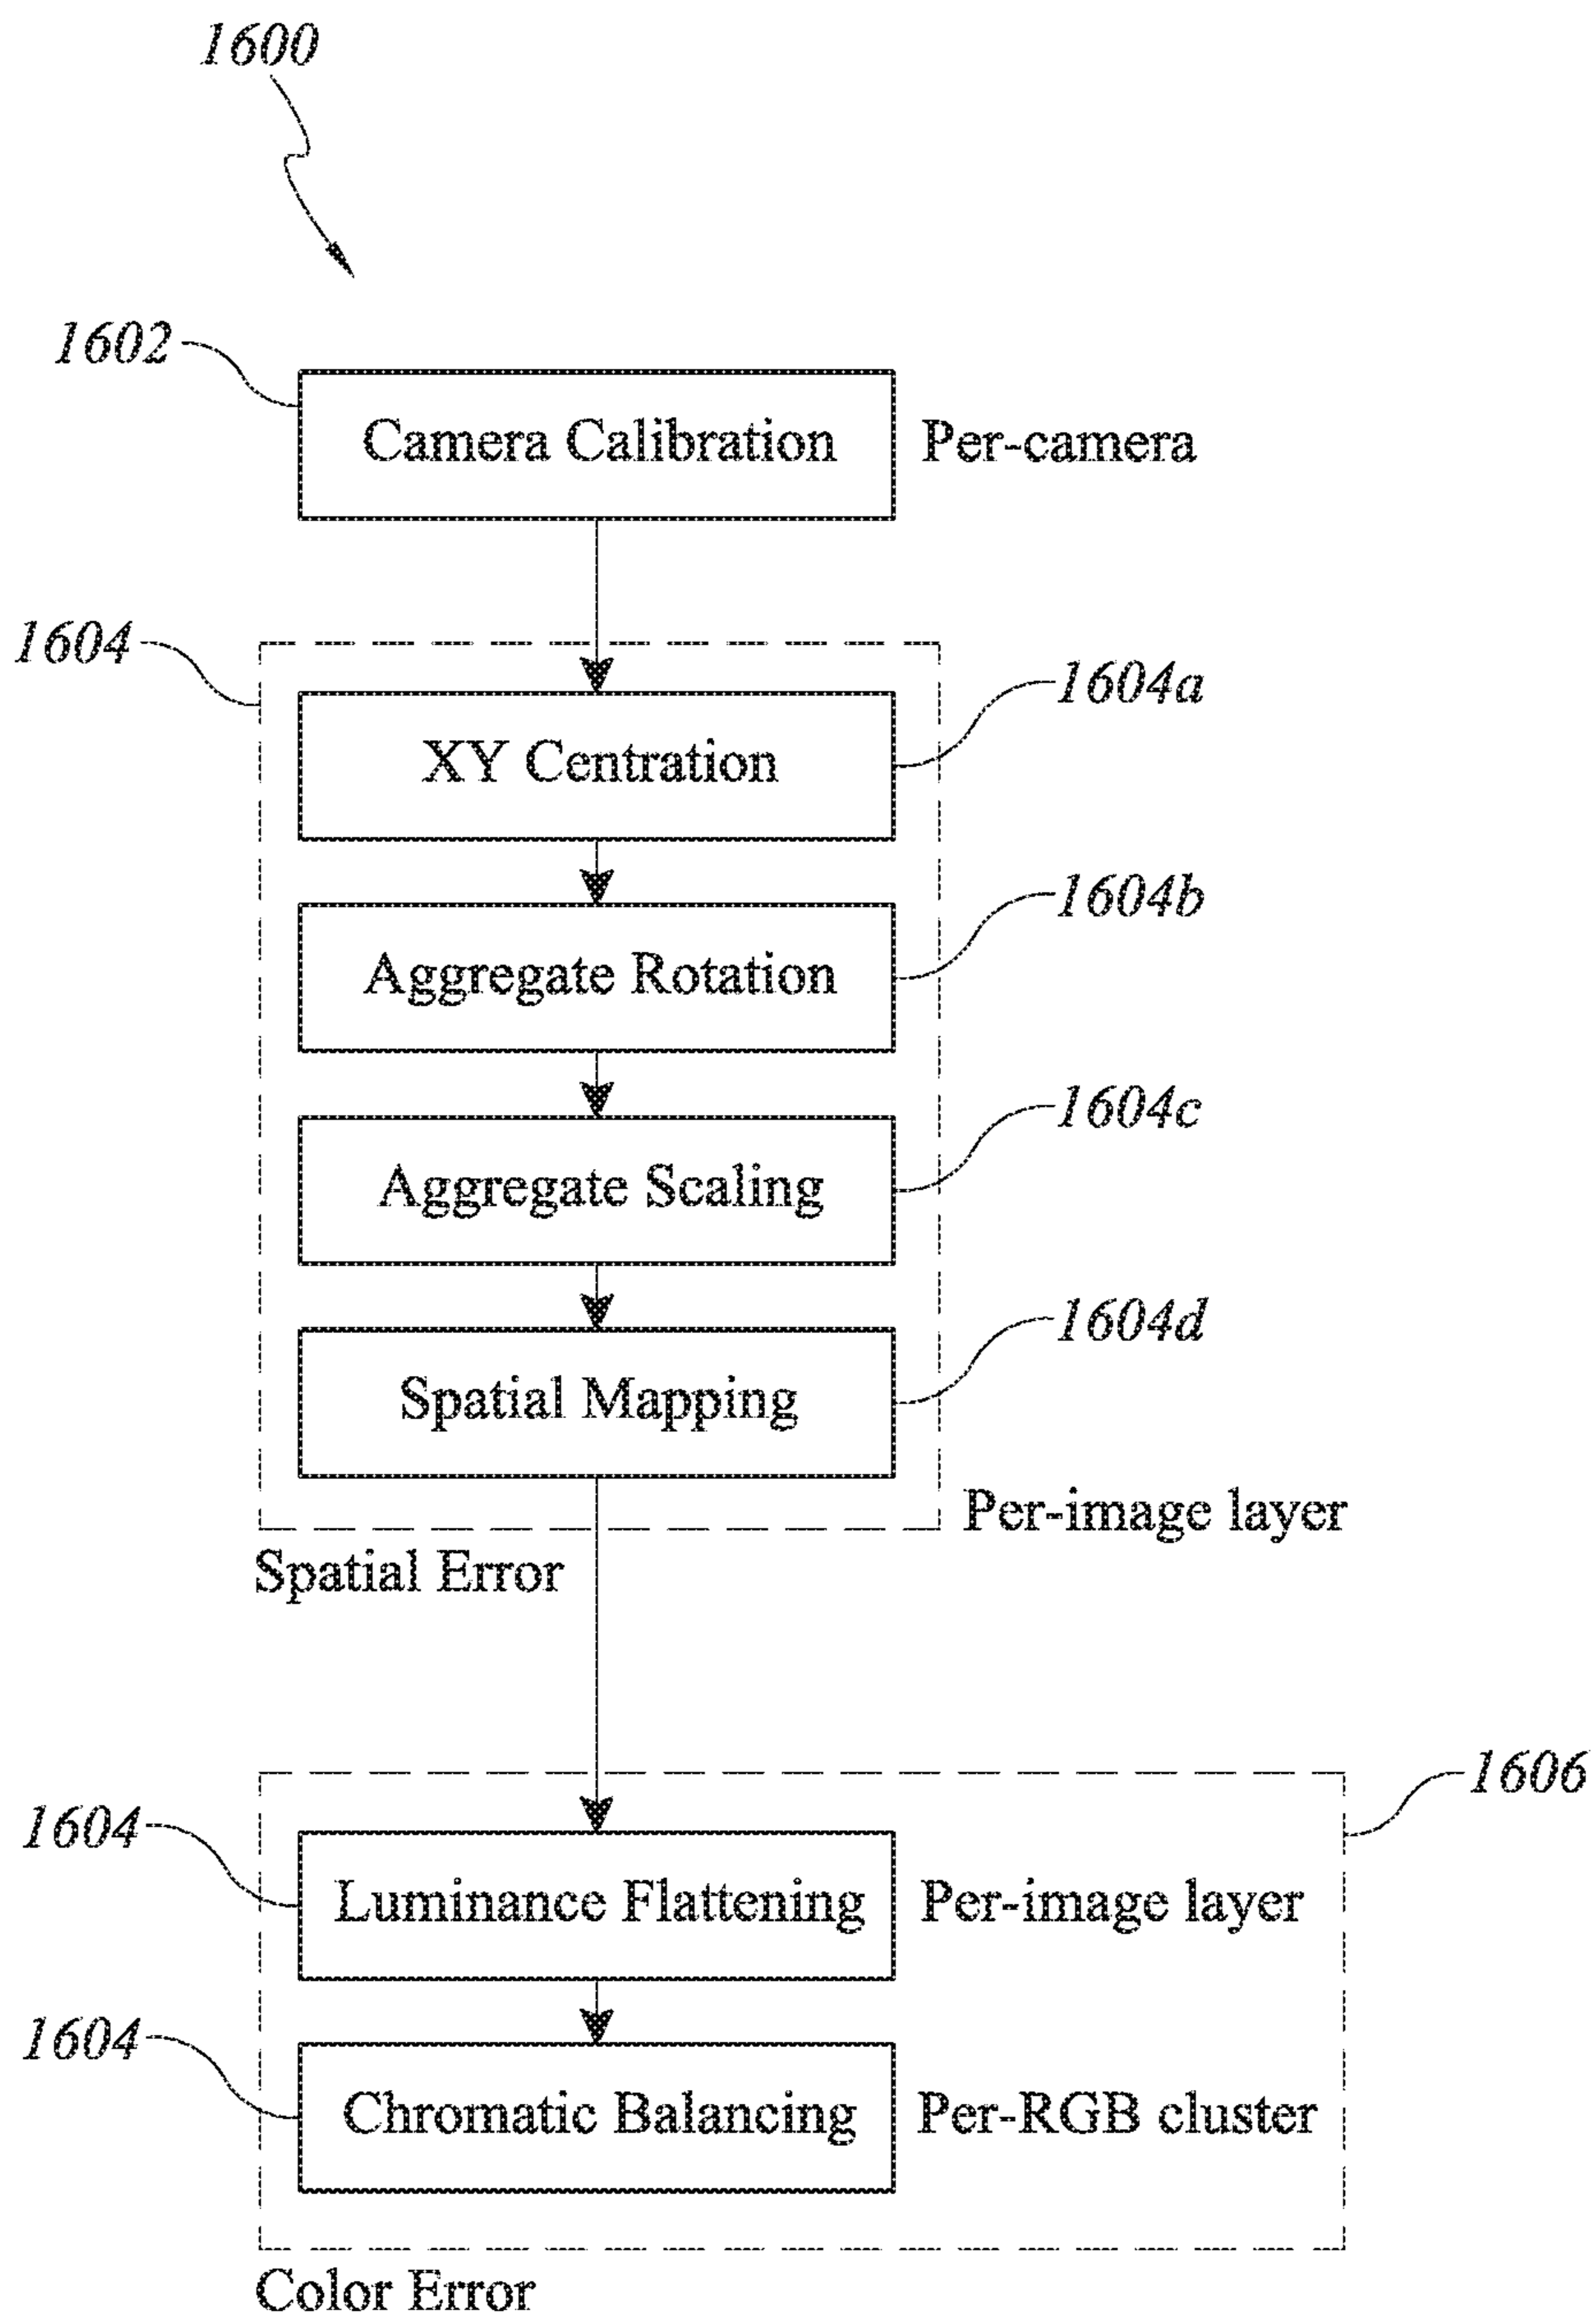 1600
1602
Camera Calibration
Per-camera
1604
1604a
XY Centration
1604b
Aggregate Rotation
1604c
Aggregate Scaling
1604d
Spatial Mapping
Per-image layer
Spatial Error
1606
1604
Luminance Flattening
Per-image layer
1604
Chromatic Balancing
Per-RGB cluster
Color Error